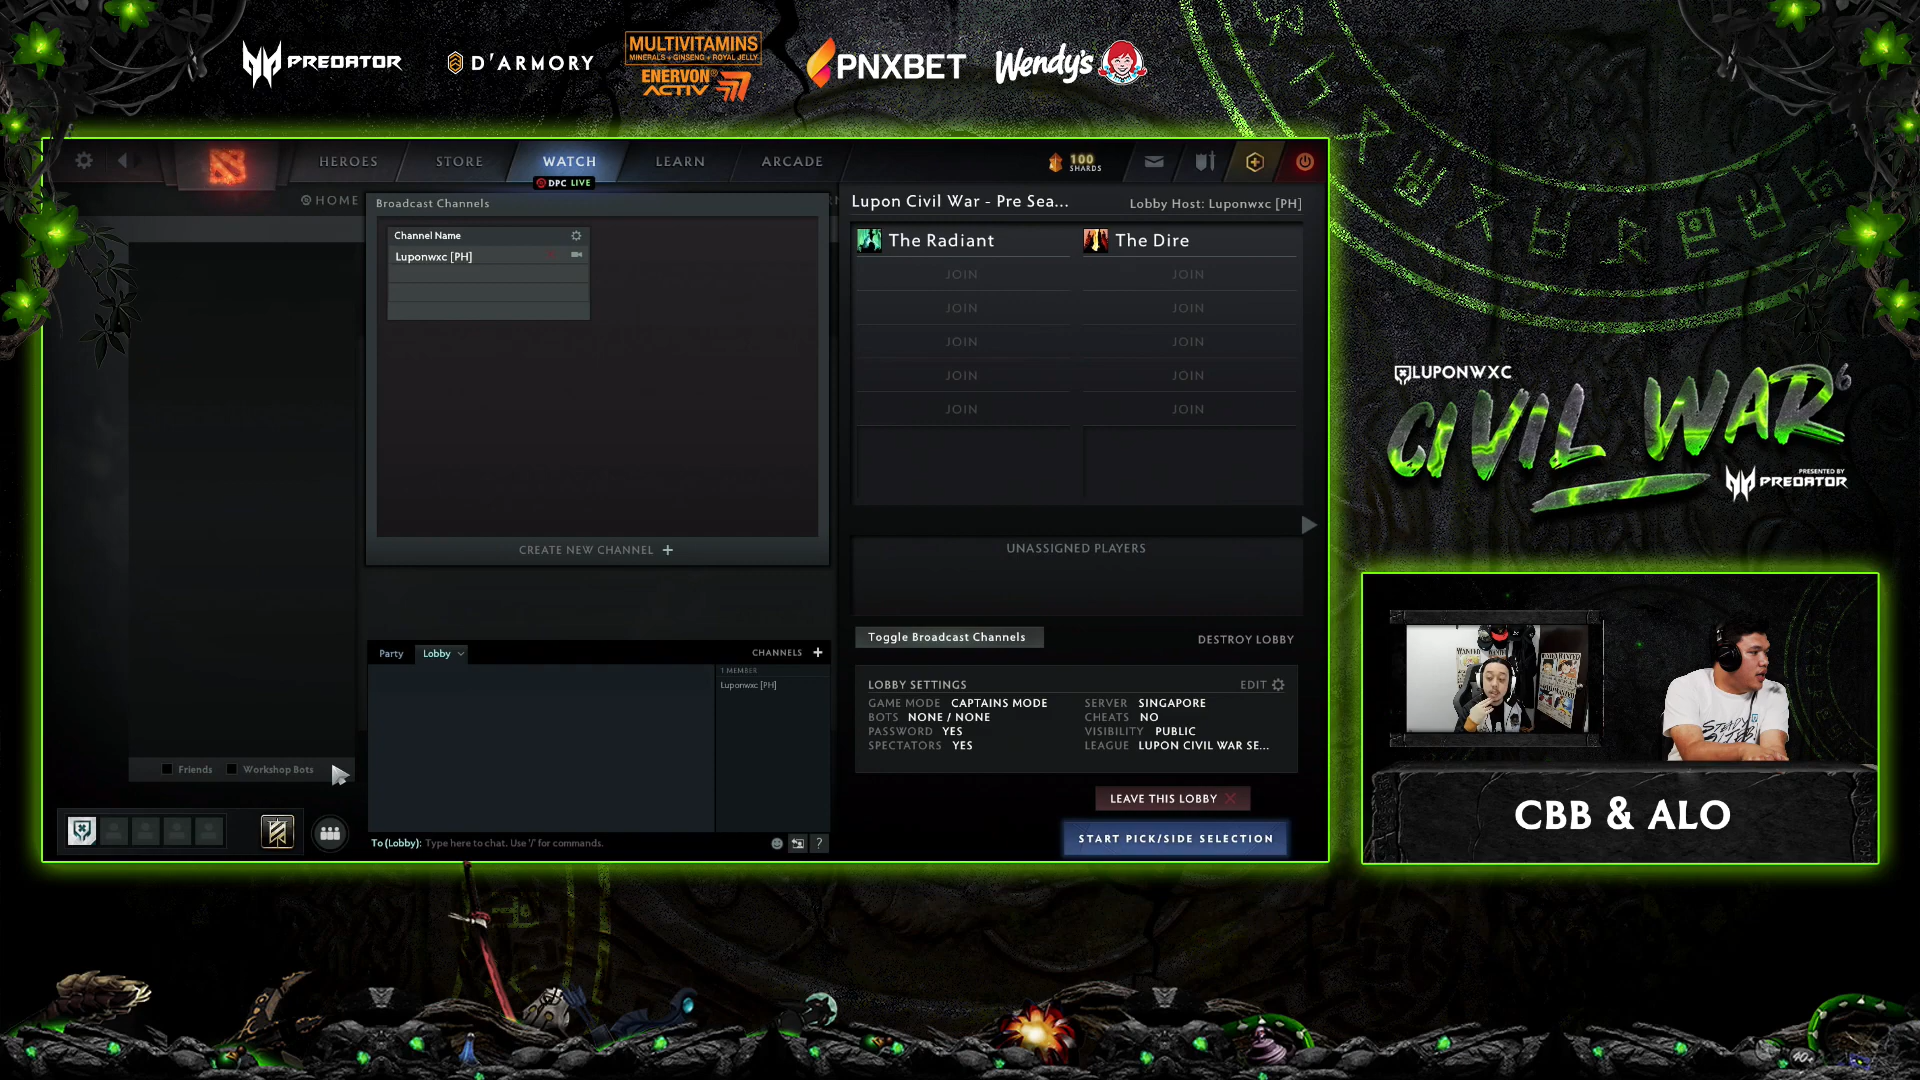 PREDATOR
D'ARMORY
MULTIVITAMINS
MINERALS + GINSENG + ROYAL JELLY
ENERVON®
ACTIV
PNXBET
Wendy's
HEROES
STORE
WATCH
LEARN
ARCADE
100
SHARDS
DPC LIVE
HOME
Broadcast Channels
Channel Name
Luponwxc [PH]
CREATE NEW CHANNEL +
Lupon Civil War - Pre Sea...
Lobby Host: Luponwxc [PH]
The Radiant
The Dire
JOIN
JOIN
JOIN
JOIN
JOIN
JOIN
JOIN
JOIN
JOIN
JOIN
UNASSIGNED PLAYERS
Toggle Broadcast Channels
DESTROY LOBBY
LOBBY SETTINGS
EDIT
GAME MODE CAPTAINS MODE
SERVER SINGAPORE
BOTS NONE / NONE
CHEATS NO
PASSWORD YES
VISIBILITY PUBLIC
SPECTATORS YES
LEAGUE LUPON CIVIL WAR SE...
LEAVE THIS LOBBY
START PICK/SIDE SELECTION
Party
Lobby
CHANNELS +
1 MEMBER
Luponwxc [PH]
To (Lobby): Type here to chat. Use '/' for commands.
?
Friends
Workshop Bots
LUPONWXC
CIVIL WAR 6
PRESENTED BY
PREDATOR
WANTED
CBB & ALO